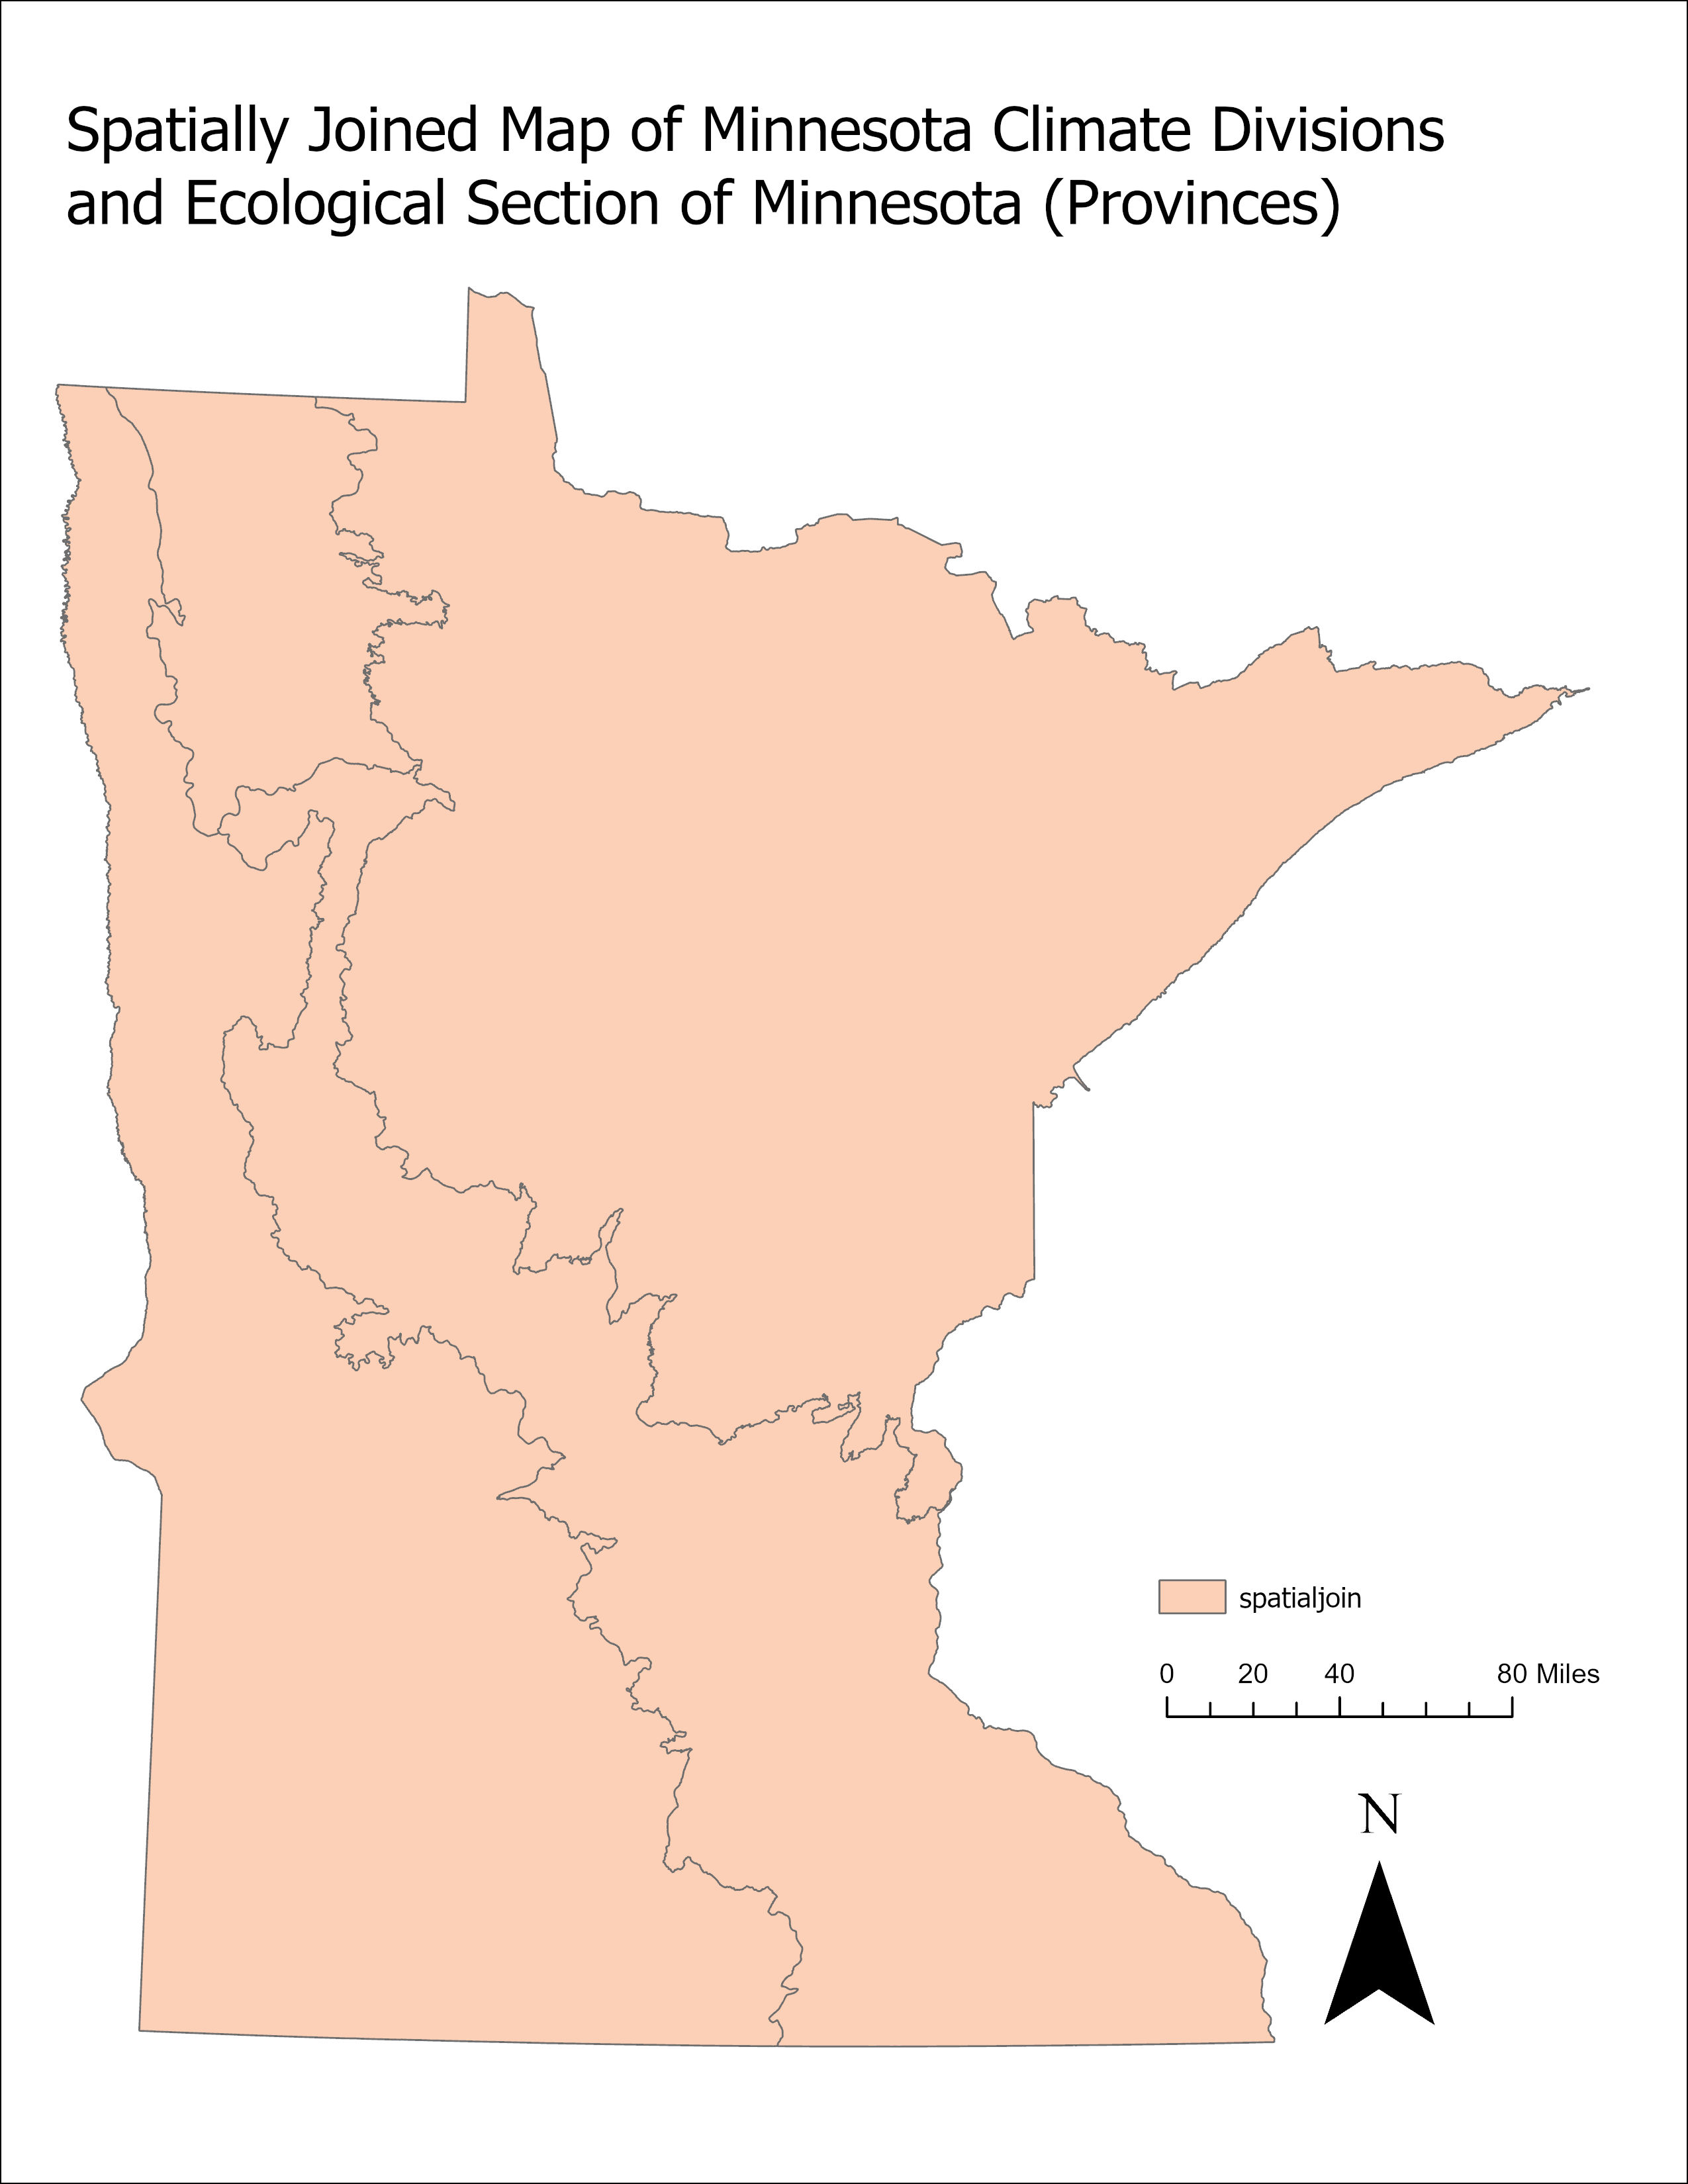 Spatially Joined Map of Minnesota Climate Divisions
and Ecological Section of Minnesota (Provinces)
spatialjoin
0 20 40 80 Miles
N